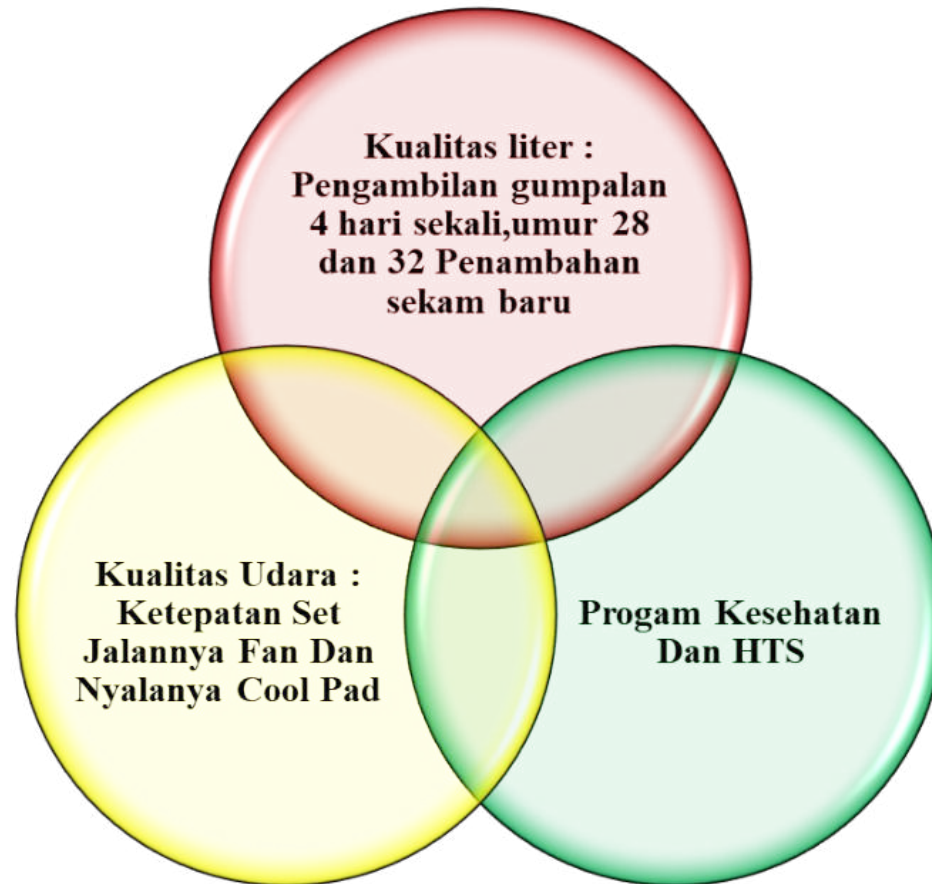 Kualitas liter :
Pengambilan gumpalan
4 hari sekali,umur 28
dan 32 Penambahan
sekam baru
Kualitas Udara :
Ketepatan Set
Jalannya Fan Dan
Nyalanya Cool Pad
Progam Kesehatan
Dan HTS